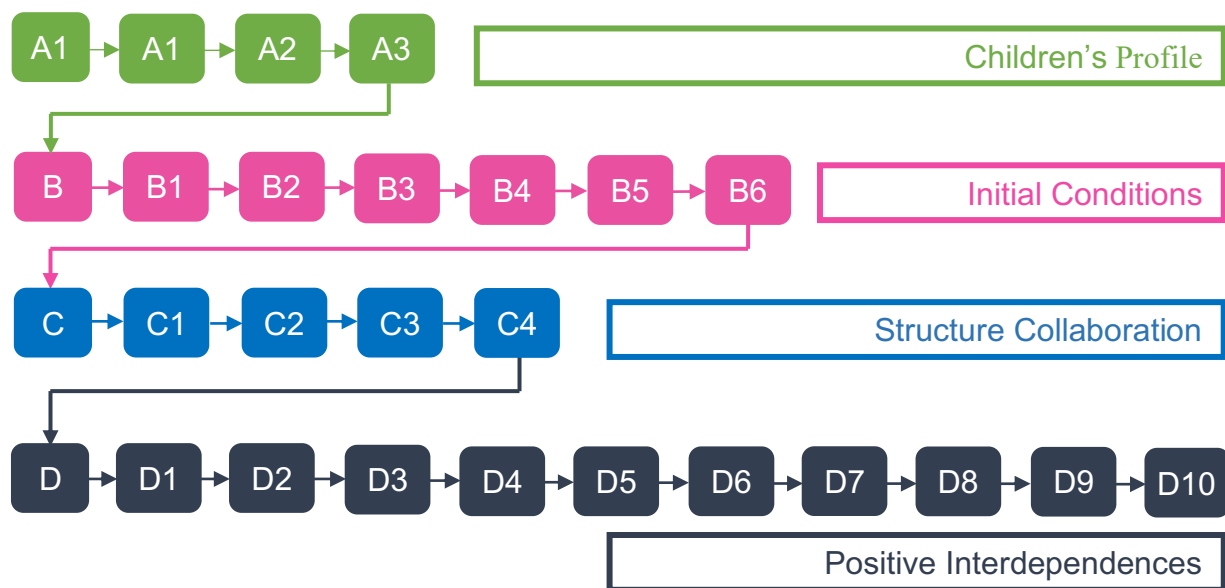 A1 A1 A2 A3
Children's Profile
B B1 B2 B3 B4 B5 B6
Initial Conditions
C C1 C2 C3 C4
Structure Collaboration
D D1 D2 D3 D4 D5 D6 D7 D8 D9 D10
Positive Interdependences